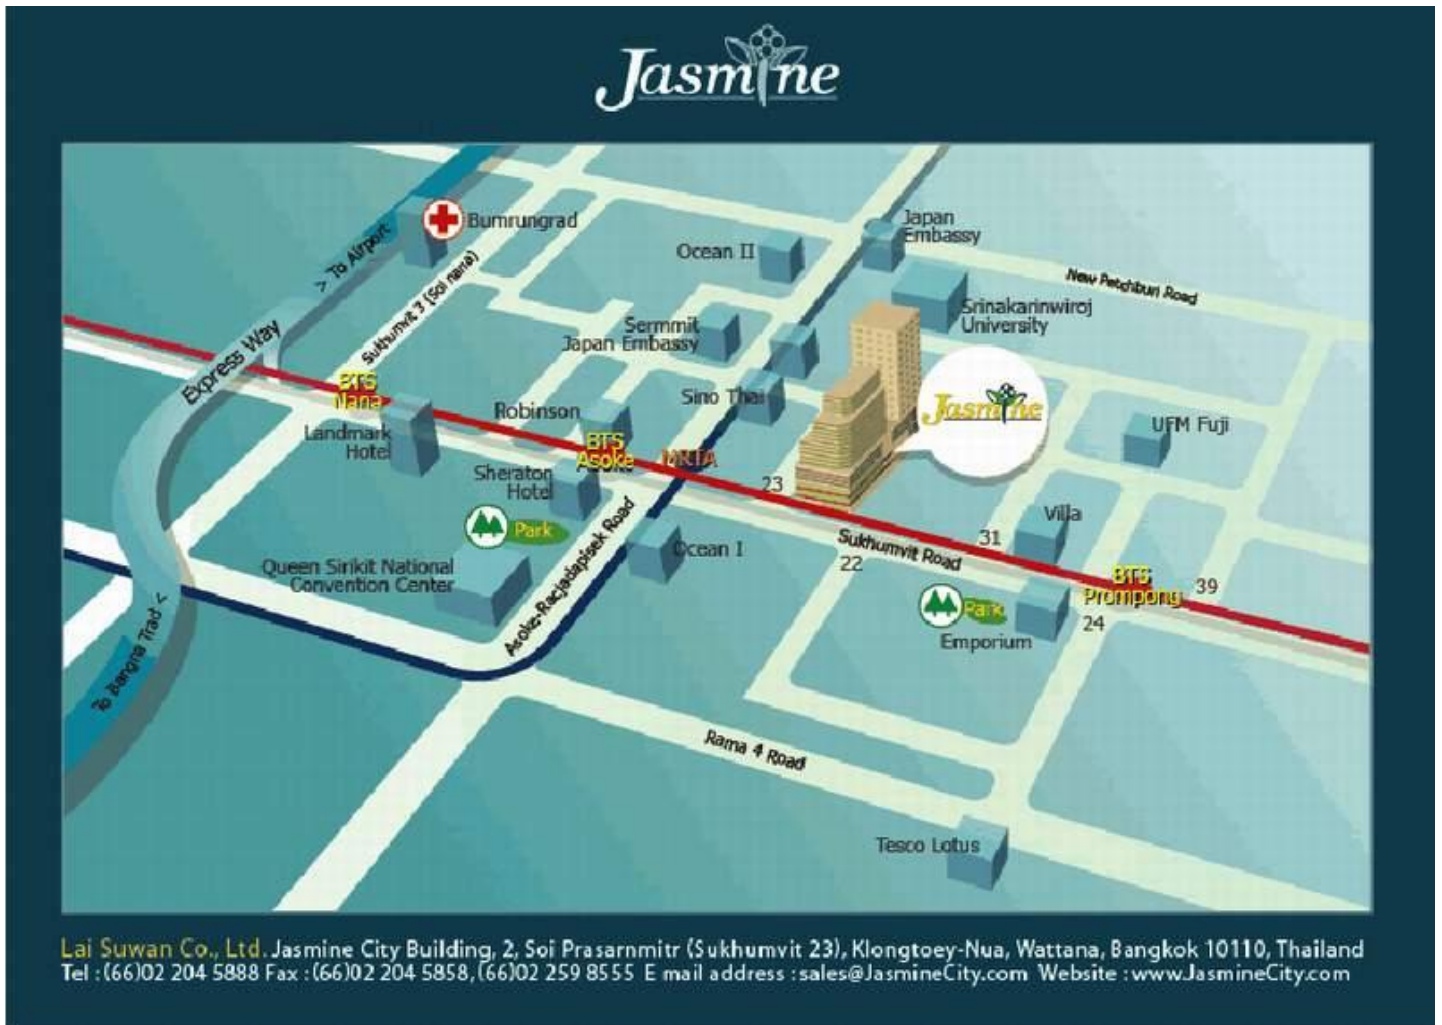 Jasmine
Bumrungrad
> To Airport
Express Way
Sukhumvit 3 (Soi nana)
Ocean II
Japan
Embassy
New Petchburi Road
Srinakarinwiroj
University
Sermmit
Japan Embassy
Sino Thai
Jasmine
BTS
Nana
Landmark
Hotel
Robinson
BTS
Asoke
MRTA
Sheraton
Hotel
23
UFM Fuji
Park
Queen Sirikit National
Convention Center
Asoke-Racjadapisek Road
Ocean I
Sukhumvit Road
22
31
Villa
BTS
Prompong
39
24
Park
Emporium
To Bangna Trad <
Rama 4 Road
Tesco Lotus
Lai Suwan Co., Ltd. Jasmine City Building, 2, Soi Prasarnmitr (Sukhumvit 23), Klongtoey-Nua, Wattana, Bangkok 10110, Thailand
Tel : (66)02 204 5888 Fax : (66)02 204 5858, (66)02 259 8555 E mail address : sales@JasmineCity.com Website : www.JasmineCity.com